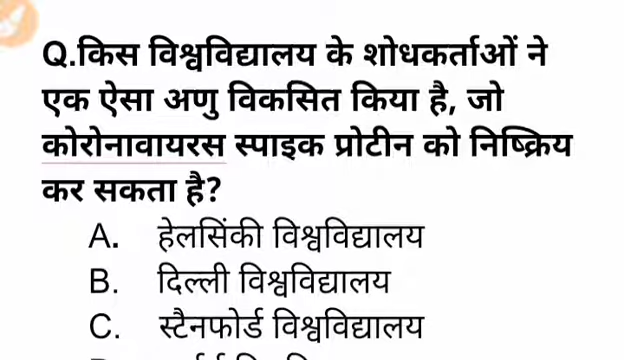 Q.किस विश्वविद्यालय के शोधकर्ताओं ने
एक ऐसा अणु विकसित किया है, जो
कोरोनावायरस स्पाइक प्रोटीन को निष्क्रिय
कर सकता है?
A. हेलसिंकी विश्वविद्यालय
B. दिल्ली विश्वविद्यालय
C. स्टैनफोर्ड विश्वविद्यालय